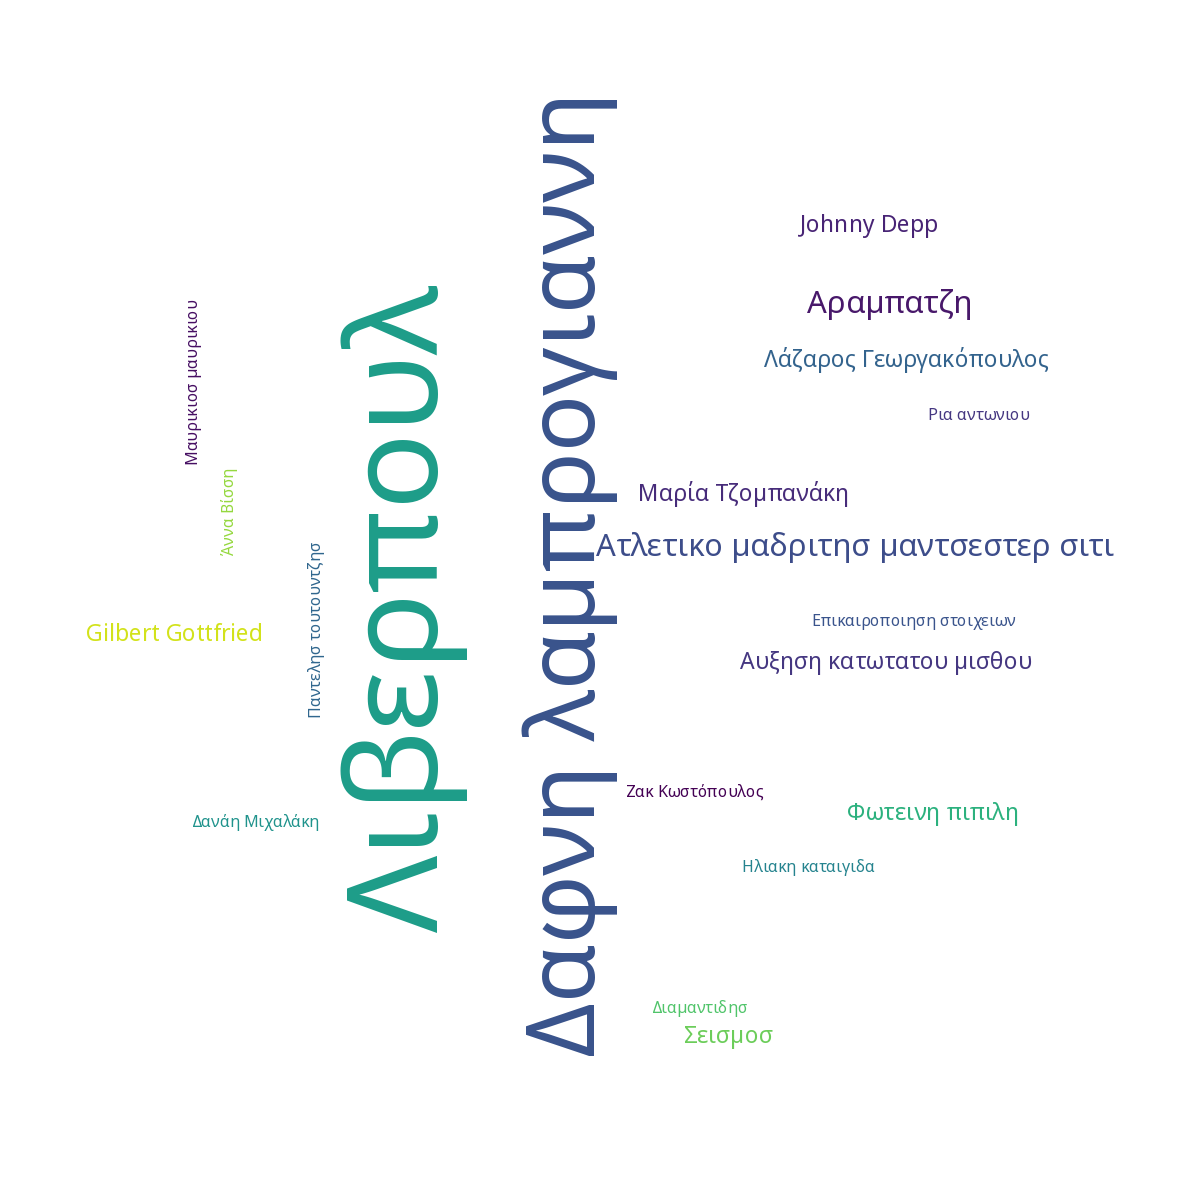 Λιβερπουλ
Δαφνη λαμπρογιαννη
Johnny Depp
Αραμπατζη
Λάζαρος Γεωργακόπουλος
Ρια αντωνιου
Μαρία Τζομπανάκη
Ατλετικο μαδριτησ μαντσεστερ σιτι
Επικαιροποιηση στοιχειων
Αυξηση κατωτατου μισθου
Ζακ Κωστόπουλος
Φωτεινη πιπιλη
Ηλιακη καταιγιδα
Διαμαντιδησ
Σεισμοσ
Μαυρικιοσ μαυρικιου
Άννα Βίσση
Παντελησ τουτουντζησ
Gilbert Gottfried
Δανάη Μιχαλάκη